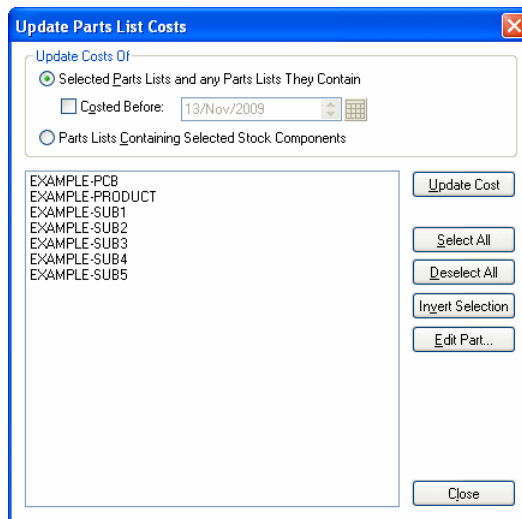 Update Parts List Costs
Update Costs Of
Selected Parts Lists and any Parts Lists They Contain
Costed Before: 13/Nov/2009
Parts Lists Containing Selected Stock Components
EXAMPLE-PCB
EXAMPLE-PRODUCT
EXAMPLE-SUB1
EXAMPLE-SUB2
EXAMPLE-SUB3
EXAMPLE-SUB4
EXAMPLE-SUB5
Update Cost
Select All
Deselect All
Invert Selection
Edit Part...
Close